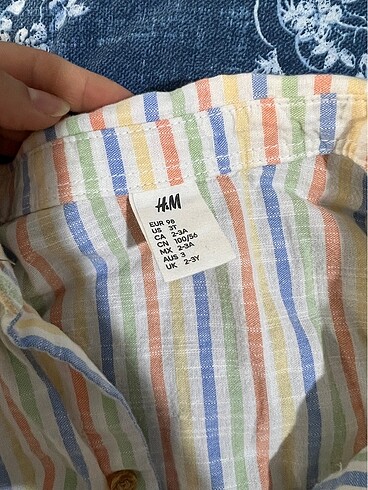 H&M
EUR 98
US 3T
CA 2-3A
CN 100/56
MX 2-3A
AUS 3
UK 2-3Y